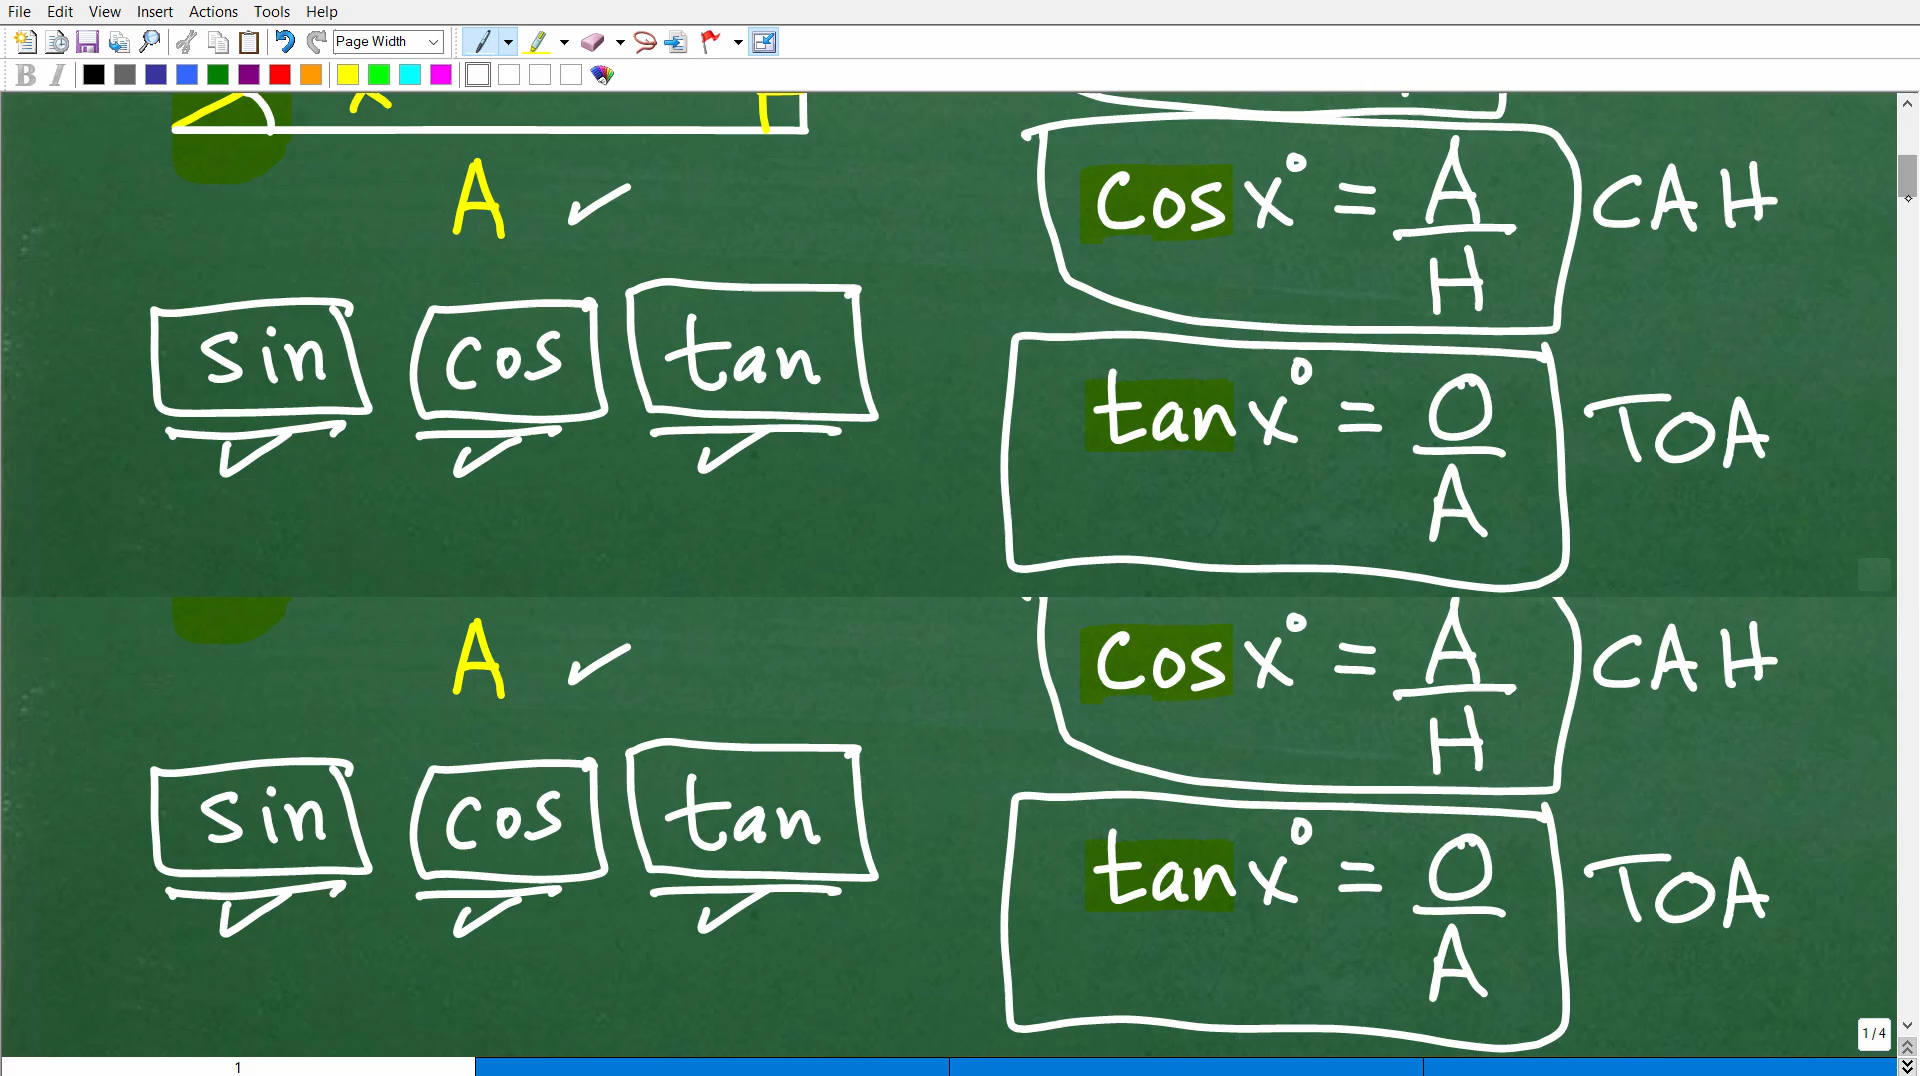 File Edit View Insert Actions Tools Help
Page Width
B I
x
A ✓
Cos x° = A/H CAH
sin cos tan
✓ ✓ ✓
tan x° = O/A TOA
A ✓
Cos x° = A/H CAH
sin cos tan
✓ ✓ ✓
tan x° = O/A TOA
1 / 4
1